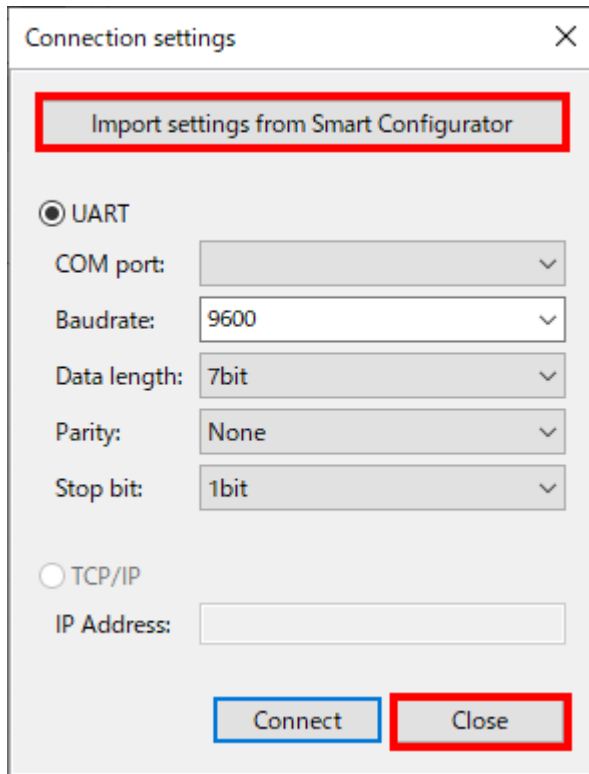 Connection settings
Import settings from Smart Configurator
UART
COM port:
Baudrate: 9600
Data length: 7bit
Parity: None
Stop bit: 1bit
TCP/IP
IP Address:
Connect Close